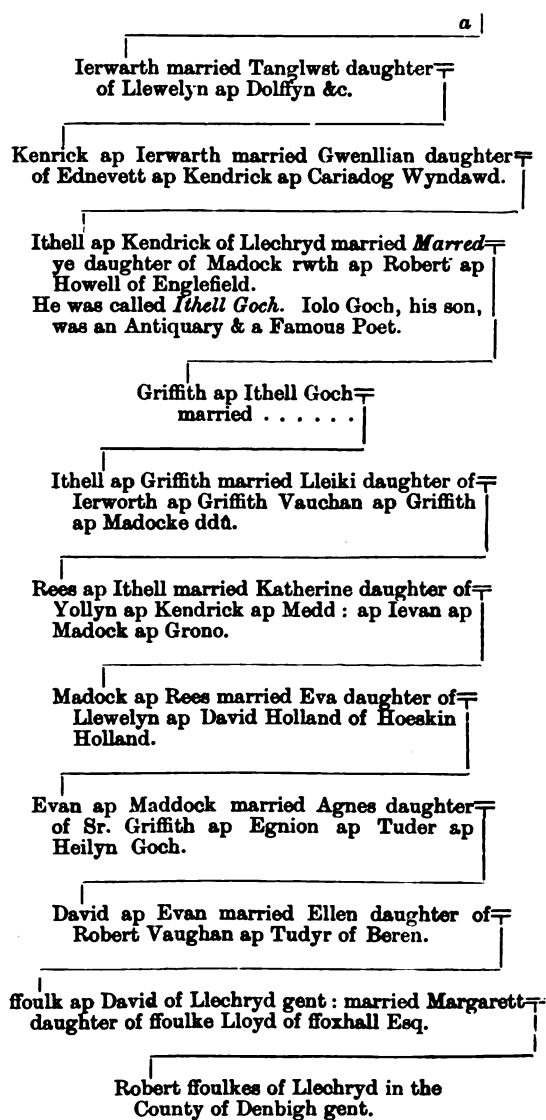 a
Ierwarth married Tanglwst daughter
of Llewelyn ap Dolffyn &c.
Kenrick ap Ierwarth married Gwenllian daughter
of Ednevett ap Kendrick ap Cariadog Wyndawd.
Ithell ap Kendrick of Llechryd married Marred
ye daughter of Madock rwth ap Robert ap
Howell of Englefield.
He was called Ithell Goch. Iolo Goch, his son,
was an Antiquary & a Famous Poet.
Griffith ap Ithell Goch
married . . . . . .
Ithell ap Griffith married Lleiki daughter of
Ierworth ap Griffith Vauchan ap Griffith
ap Madocke ddû.
Rees ap Ithell married Katherine daughter of
Yollyn ap Kendrick ap Medd : ap Ievan ap
Madock ap Grono.
Madock ap Rees married Eva daughter of
Llewelyn ap David Holland of Hoeskin
Holland.
Evan ap Maddock married Agnes daughter
of Sr. Griffith ap Egnion ap Tuder ap
Heilyn Goch.
David ap Evan married Ellen daughter of
Robert Vaughan ap Tudyr of Beren.
ffoulk ap David of Llechryd gent : married Margarett
daughter of ffoulke Lloyd of ffoxhall Esq.
Robert ffoulkes of Llechryd in the
County of Denbigh gent.